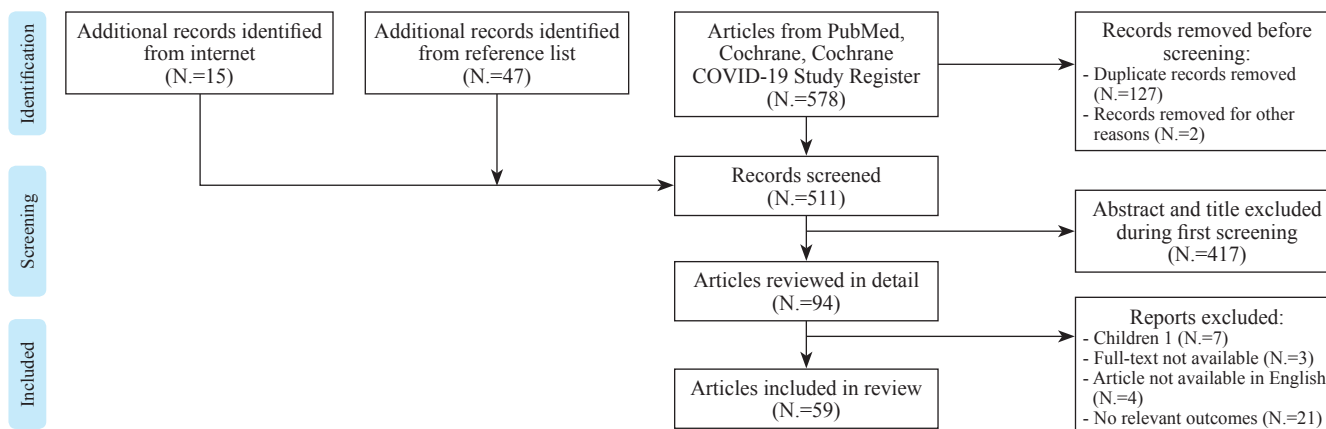 Identification
Additional records identified
from internet
(N.=15)
Additional records identified
from reference list
(N.=47)
Articles from PubMed,
Cochrane, Cochrane
COVID-19 Study Register
(N.=578)
Records removed before
screening:
- Duplicate records removed
(N.=127)
- Records removed for other
reasons (N.=2)
Screening
Records screened
(N.=511)
Abstract and title excluded
during first screening
(N.=417)
Articles reviewed in detail
(N.=94)
Included
Reports excluded:
- Children 1 (N.=7)
- Full-text not available (N.=3)
- Article not available in English
(N.=4)
- No relevant outcomes (N.=21)
Articles included in review
(N.=59)